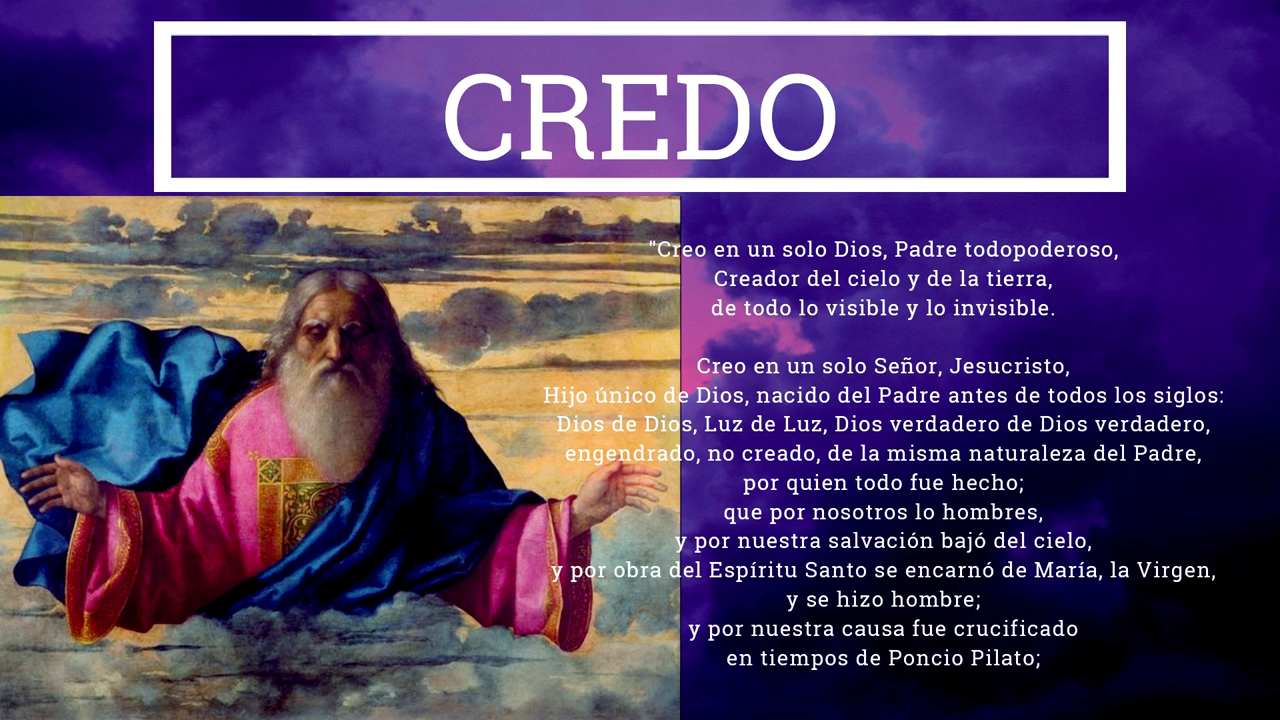 CREDO
"Creo en un solo Dios, Padre todopoderoso,
Creador del cielo y de la tierra,
de todo lo visible y lo invisible.
Creo en un solo Señor, Jesucristo,
Hijo único de Dios, nacido del Padre antes de todos los siglos:
Dios de Dios, Luz de Luz, Dios verdadero de Dios verdadero,
engendrado, no creado, de la misma naturaleza del Padre,
por quien todo fue hecho;
que por nosotros lo hombres,
y por nuestra salvación bajó del cielo,
y por obra del Espíritu Santo se encarnó de María, la Virgen,
y se hizo hombre;
y por nuestra causa fue crucificado
en tiempos de Poncio Pilato;